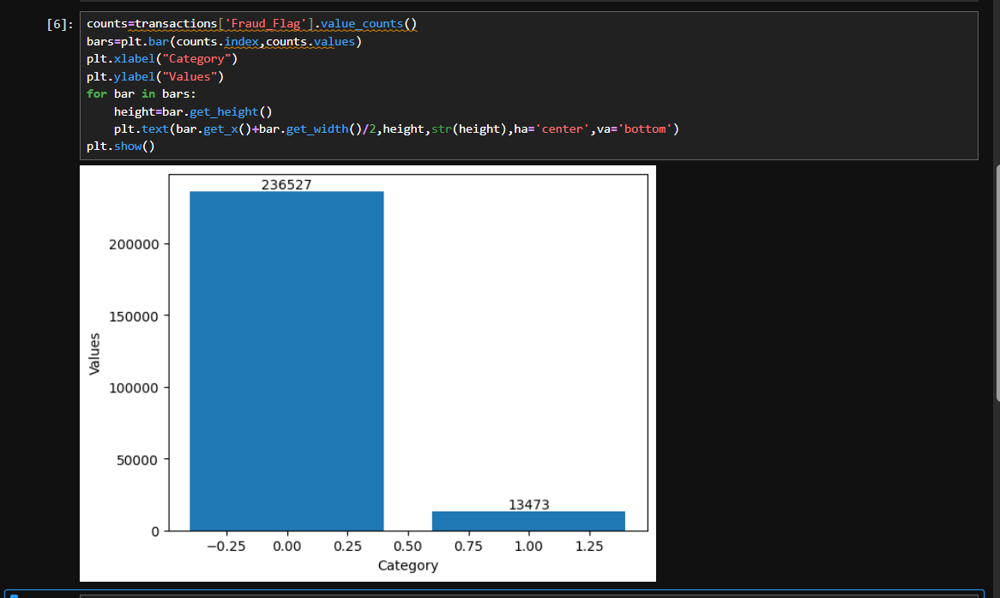 [6]: counts=transactions['Fraud_Flag'].value_counts()
bars=plt.bar(counts.index,counts.values)
plt.xlabel("Category")
plt.ylabel("Values")
for bar in bars:
    height=bar.get_height()
    plt.text(bar.get_x()+bar.get_width()/2,height,str(height),ha='center',va='bottom')
plt.show()
236527
200000
150000
Values
100000
50000
13473
0
−0.25 0.00 0.25 0.50 0.75 1.00 1.25
Category